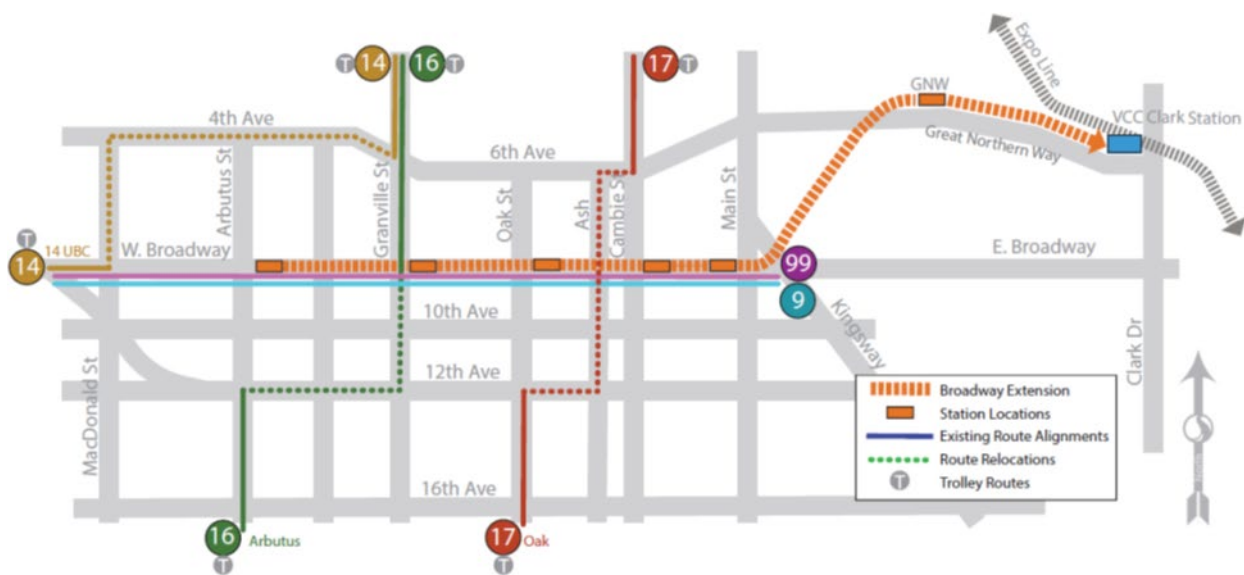 T 14 16 T
17 T
Expo Line
GNW
VCC Clark Station
4th Ave
Great Northern Way
6th Ave
Arbutus St
Granville St
Oak St
Ash
Cambie St
Main St
T
14 UBC
W. Broadway
E. Broadway
14
99
9
10th Ave
Kingsway
MacDonald St
12th Ave
Clark Dr
Broadway Extension
Station Locations
Existing Route Alignments
Route Relocations
T Trolley Routes
16th Ave
16 Arbutus
T
17 Oak
T